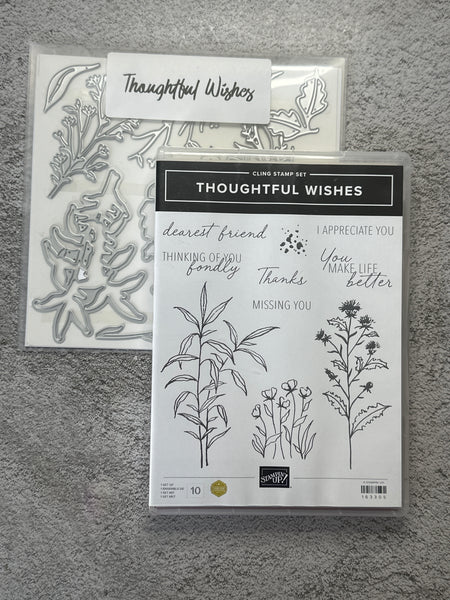 Thoughtful Wishes
CLING STAMP SET
THOUGHTFUL WISHES
dearest friend
I APPRECIATE YOU
THINKING OF YOU
fondly
Thanks
You
MAKE LIFE
better
MISSING YOU
10
STAMPIN' UP!
163305